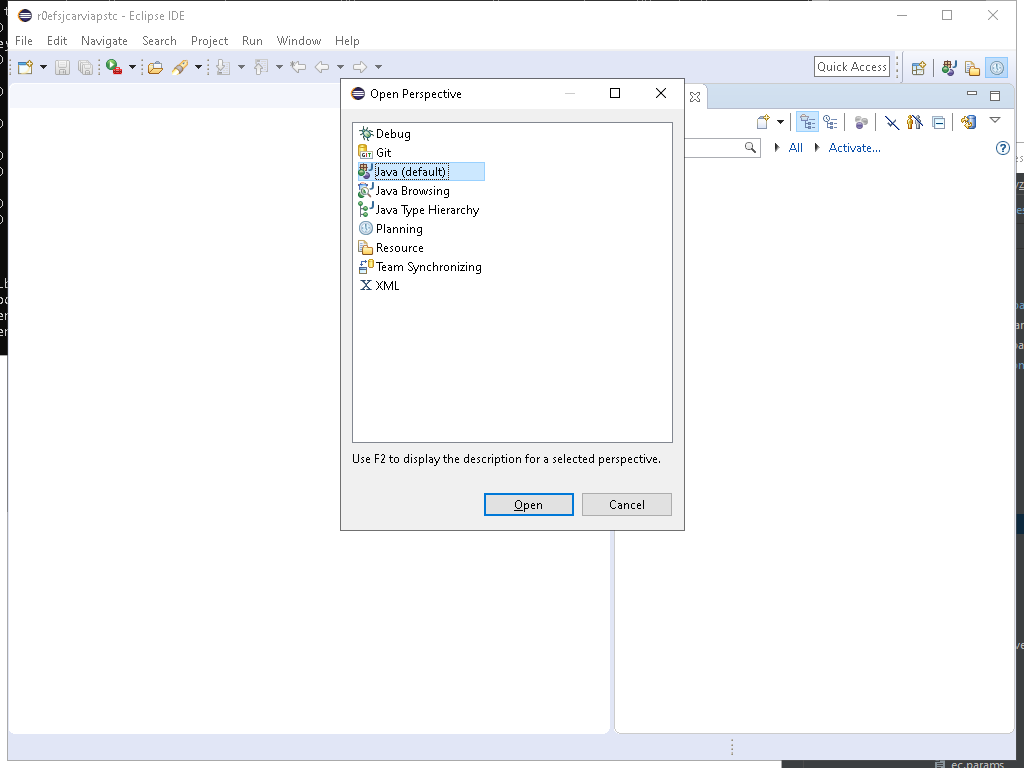 r0efsjcarviapstc - Eclipse IDE
File Edit Navigate Search Project Run Window Help
Quick Access
Open Perspective
Debug
Git
Java (default)
Java Browsing
Java Type Hierarchy
Planning
Resource
Team Synchronizing
XML
Use F2 to display the description for a selected perspective.
Open Cancel
All Activate...
ec.params